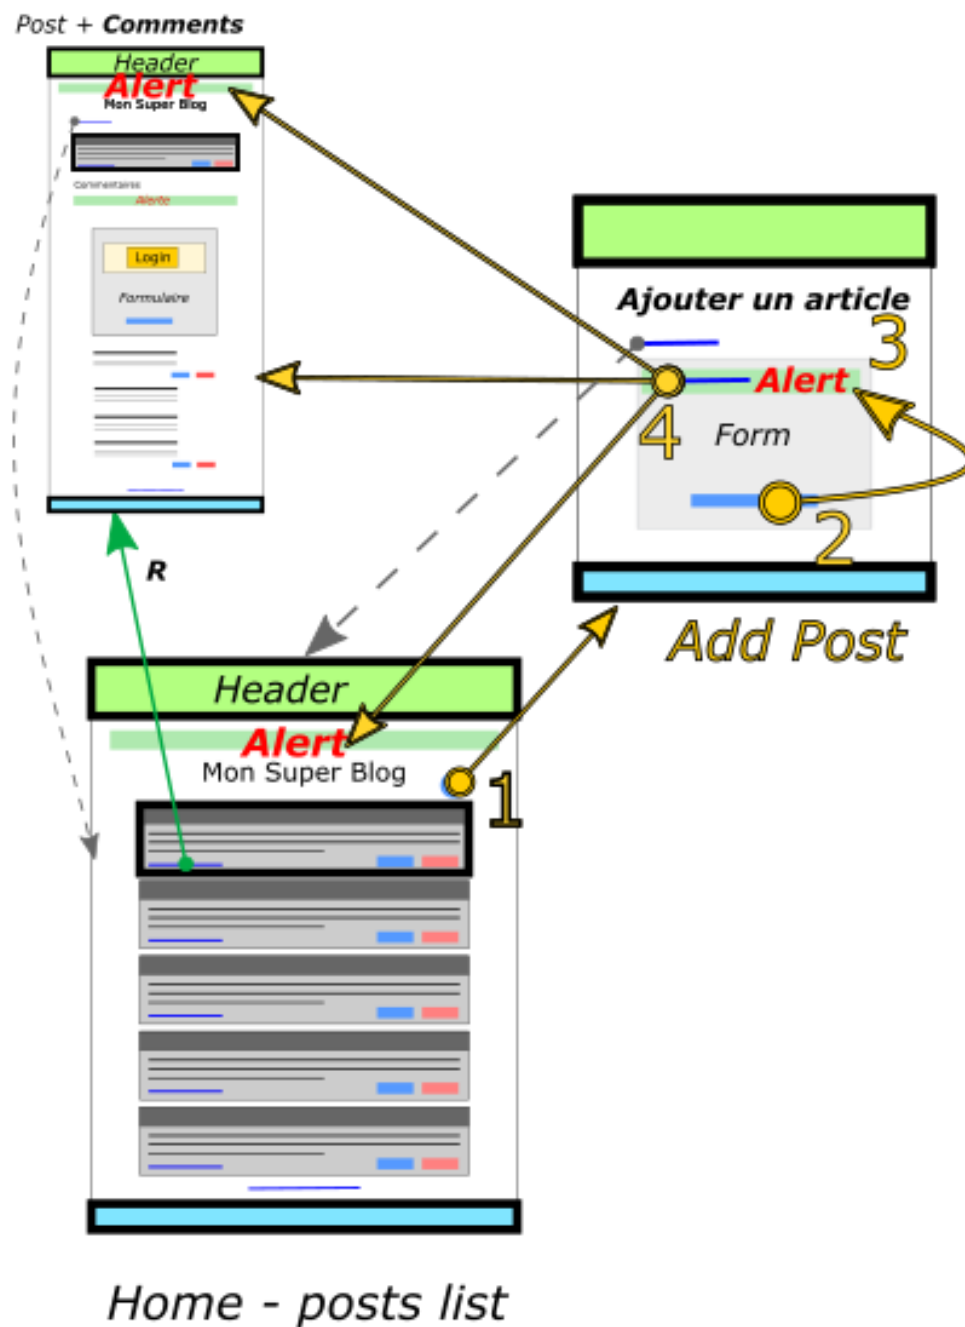 Post + Comments
Header
Alert
Mon Super Blog
Commentaires
Alerte
Login
Formulaire
R
Ajouter un article
3
Alert
4
Form
2
Add Post
Header
Alert
Mon Super Blog
1
Home - posts list